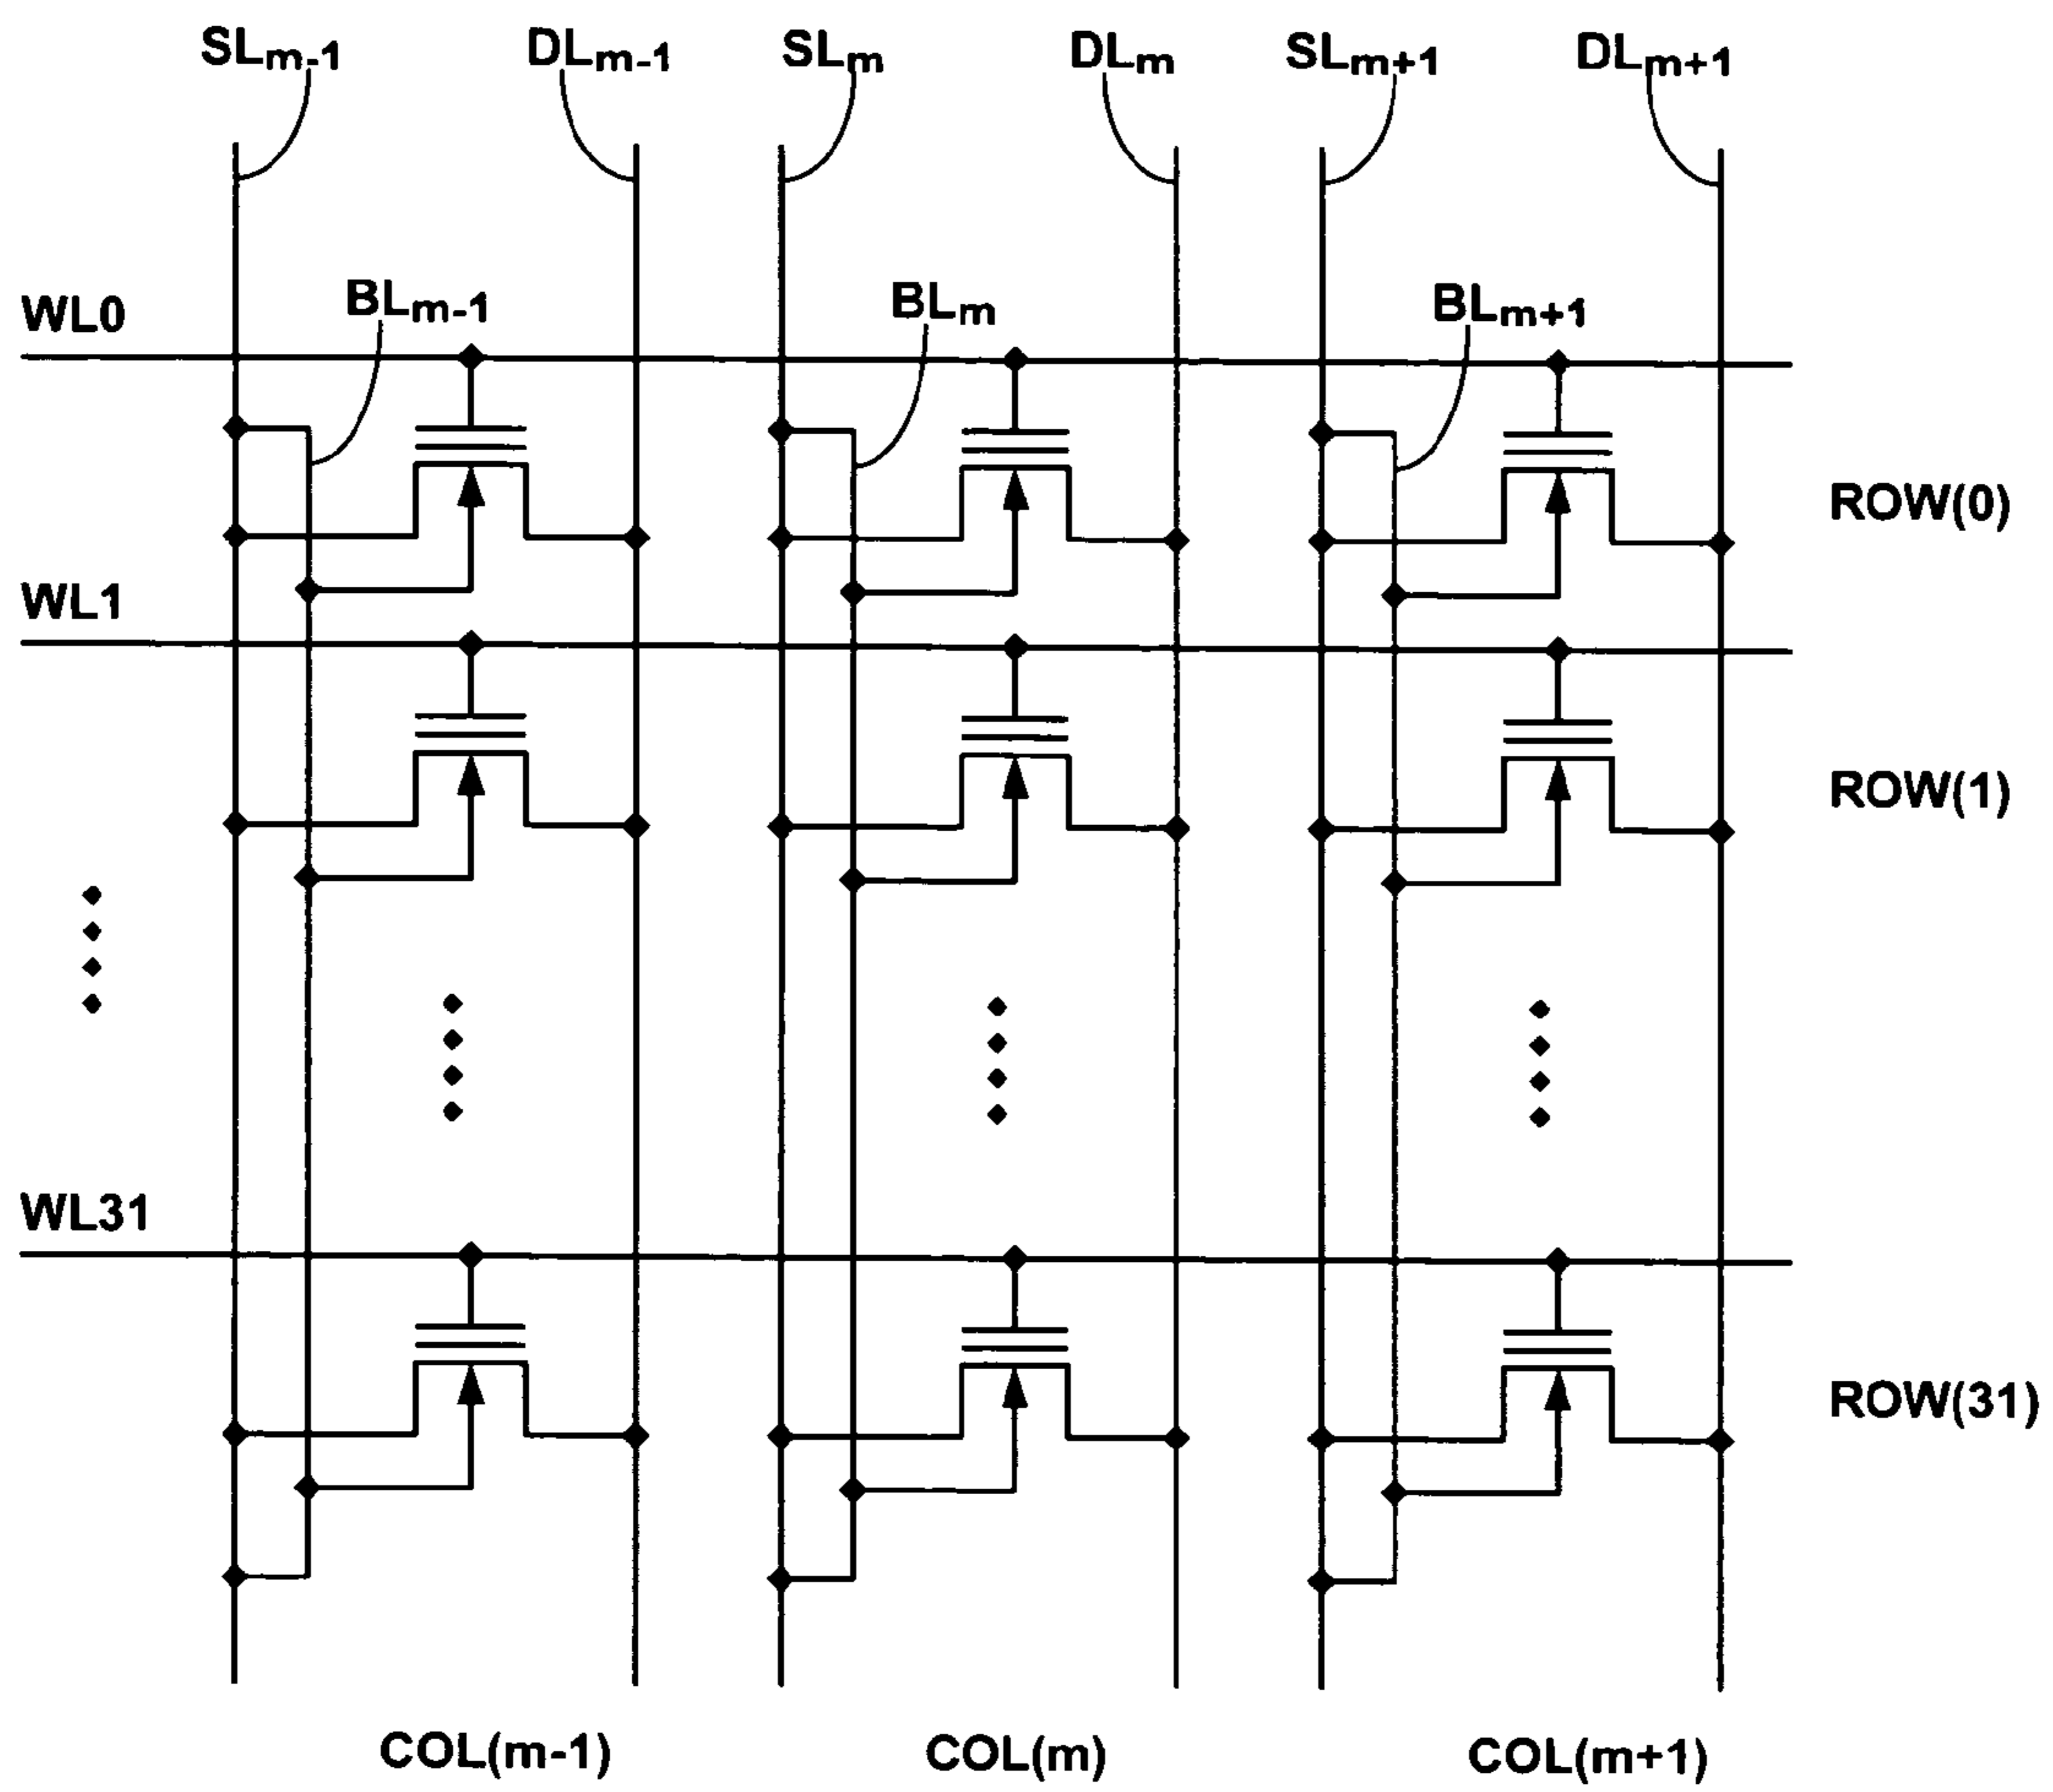 SLm-1 DLm-1 SLm DLm SLm+1 DLm+1
WL0 BLm-1 BLm BLm+1
ROW(0)
WL1
ROW(1)
WL31
ROW(31)
COL(m-1) COL(m) COL(m+1)